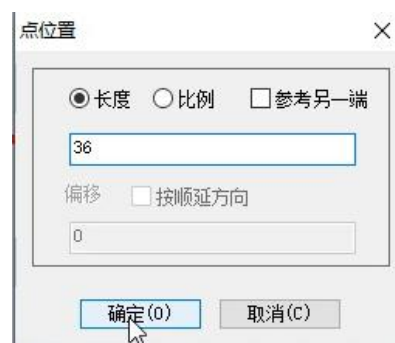 点位置
长度 比例 参考另一端
36
偏移 按顺延方向
0
确定(O) 取消(C)